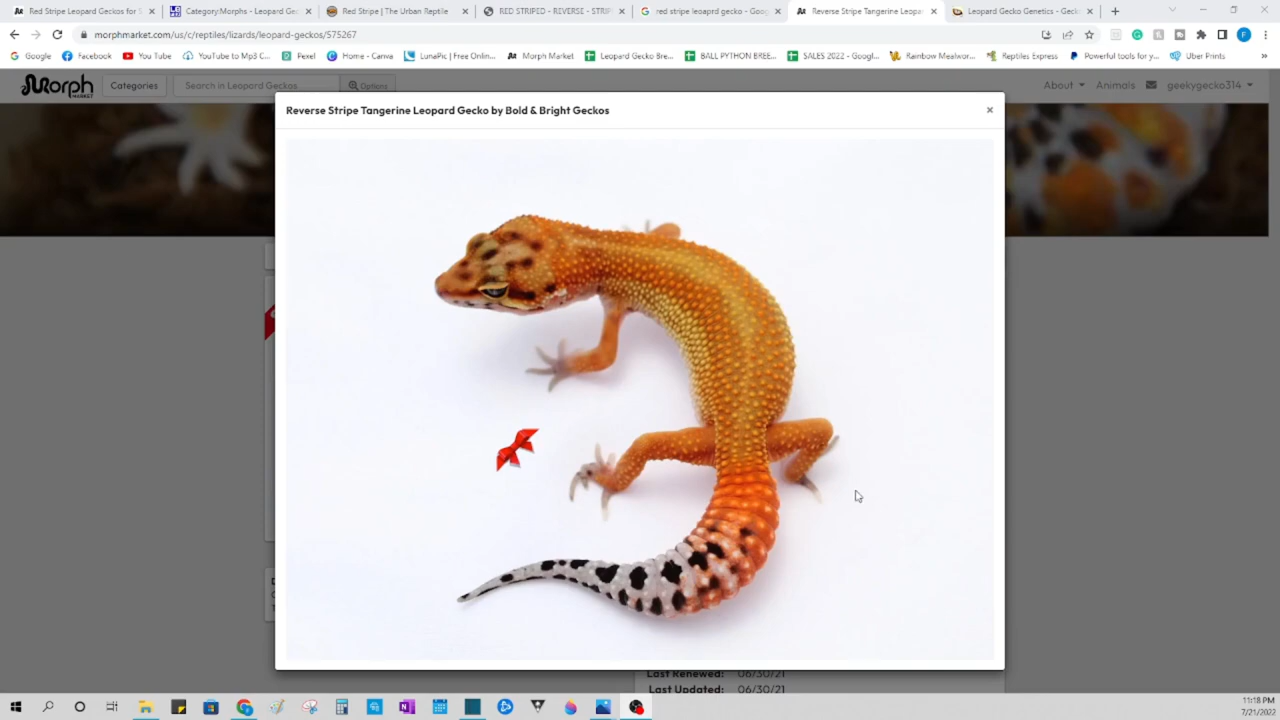 Red Stripe Leopard Geckos for
Category:Morphs - Leopard Gec
Red Stripe | The Urban Reptile
RED STRIPED - REVERSE - STRIP
red stripe leoaprd gecko - Goog
Reverse Stripe Tangerine Leopar
Leopard Gecko Genetics - Geck
morphmarket.com/us/c/reptiles/lizards/leopard-geckos/575267
F
Google
Facebook
You Tube
YouTube to Mp3 C...
LunaPic | Free Onlin...
Pexel
Home - Canva
Morph Market
Leopard Gecko Bre...
BALL PYTHON BREE...
SALES 2022 - Googl...
Rainbow Mealwor...
Reptiles Express
Powerful tools for y...
Uber Prints
Morph MARKET
Categories
Search in Leopard Geckos
Options
About
Animals
geekygecko314
Reverse Stripe Tangerine Leopard Gecko by Bold & Bright Geckos
Last Renewed: 06/30/21
Last Updated: 06/30/21
11:18 PM
7/21/2022